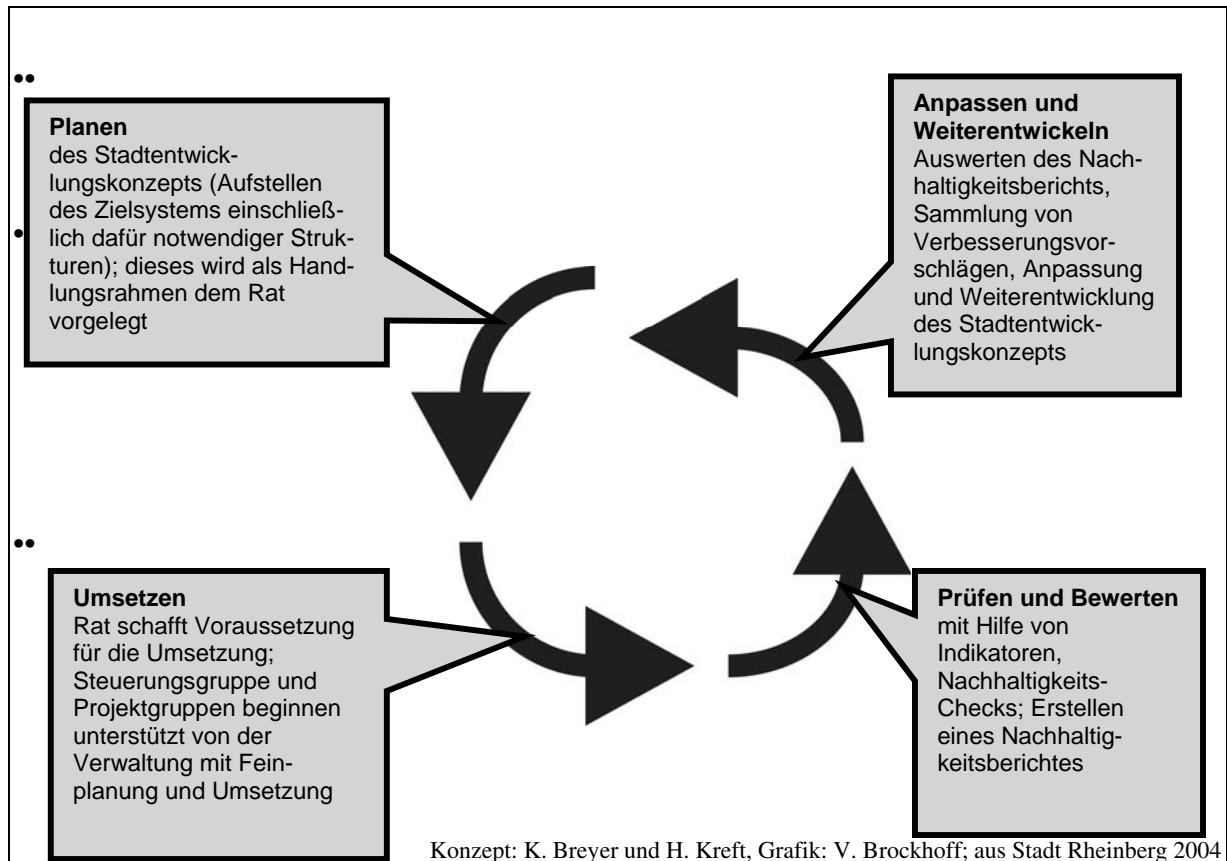 Planen
des Stadtentwick-
lungskonzepts (Aufstellen
des Zielsystems einschließ-
lich dafür notwendiger Struk-
turen); dieses wird als Hand-
lungsrahmen dem Rat
vorgelegt
Anpassen und
Weiterentwickeln
Auswerten des Nach-
haltigkeitsberichts,
Sammlung von
Verbesserungsvor-
schlägen, Anpassung
und Weiterentwicklung
des Stadtentwick-
lungskonzepts
Umsetzen
Rat schafft Voraussetzung
für die Umsetzung;
Steuerungsgruppe und
Projektgruppen beginnen
unterstützt von der
Verwaltung mit Fein-
planung und Umsetzung
Prüfen und Bewerten
mit Hilfe von
Indikatoren,
Nachhaltigkeits-
Checks; Erstellen
eines Nachhaltig-
keitsberichtes
Konzept: K. Breyer und H. Kreft, Grafik: V. Brockhoff; aus Stadt Rheinberg 2004